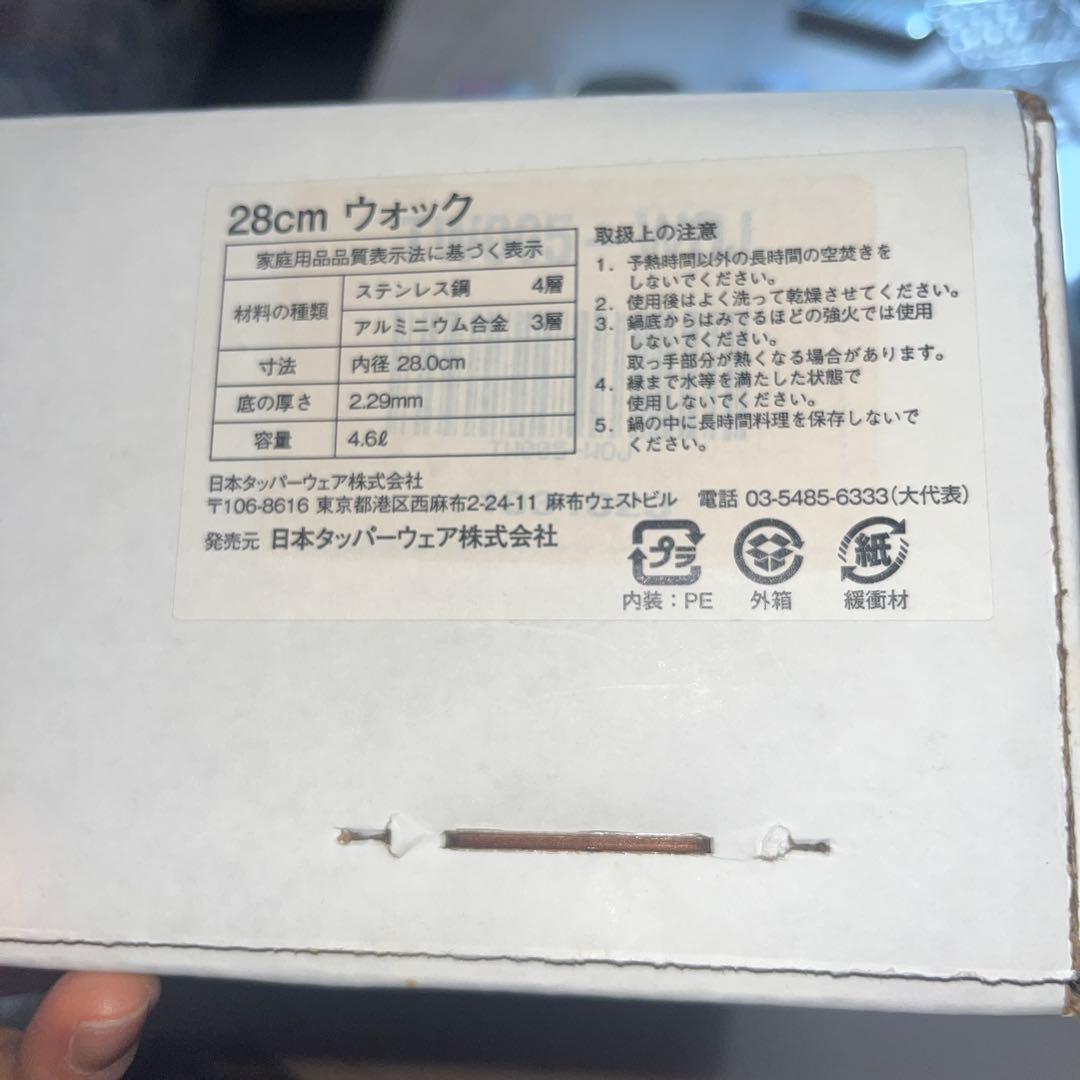 28cm ウォック
家庭用品品質表示法に基づく表示
材料の種類 ステンレス鋼 4層
アルミニウム合金 3層
寸法 内径 28.0cm
底の厚さ 2.29mm
容量 4.6ℓ
取扱上の注意
1. 予熱時間以外の長時間の空焚きを
しないでください。
2. 使用後はよく洗って乾燥させてください。
3. 鍋底からはみでるほどの強火では使用
しないでください。
取っ手部分が熱くなる場合があります。
4. 縁まで水等を満たした状態で
使用しないでください。
5. 鍋の中に長時間料理を保存しないで
ください。
日本タッパーウェア株式会社
〒106-8616 東京都港区西麻布2-24-11 麻布ウェストビル 電話 03-5485-6333(大代表)
発売元 日本タッパーウェア株式会社
プラ 紙
内装:PE 外箱 緩衝材